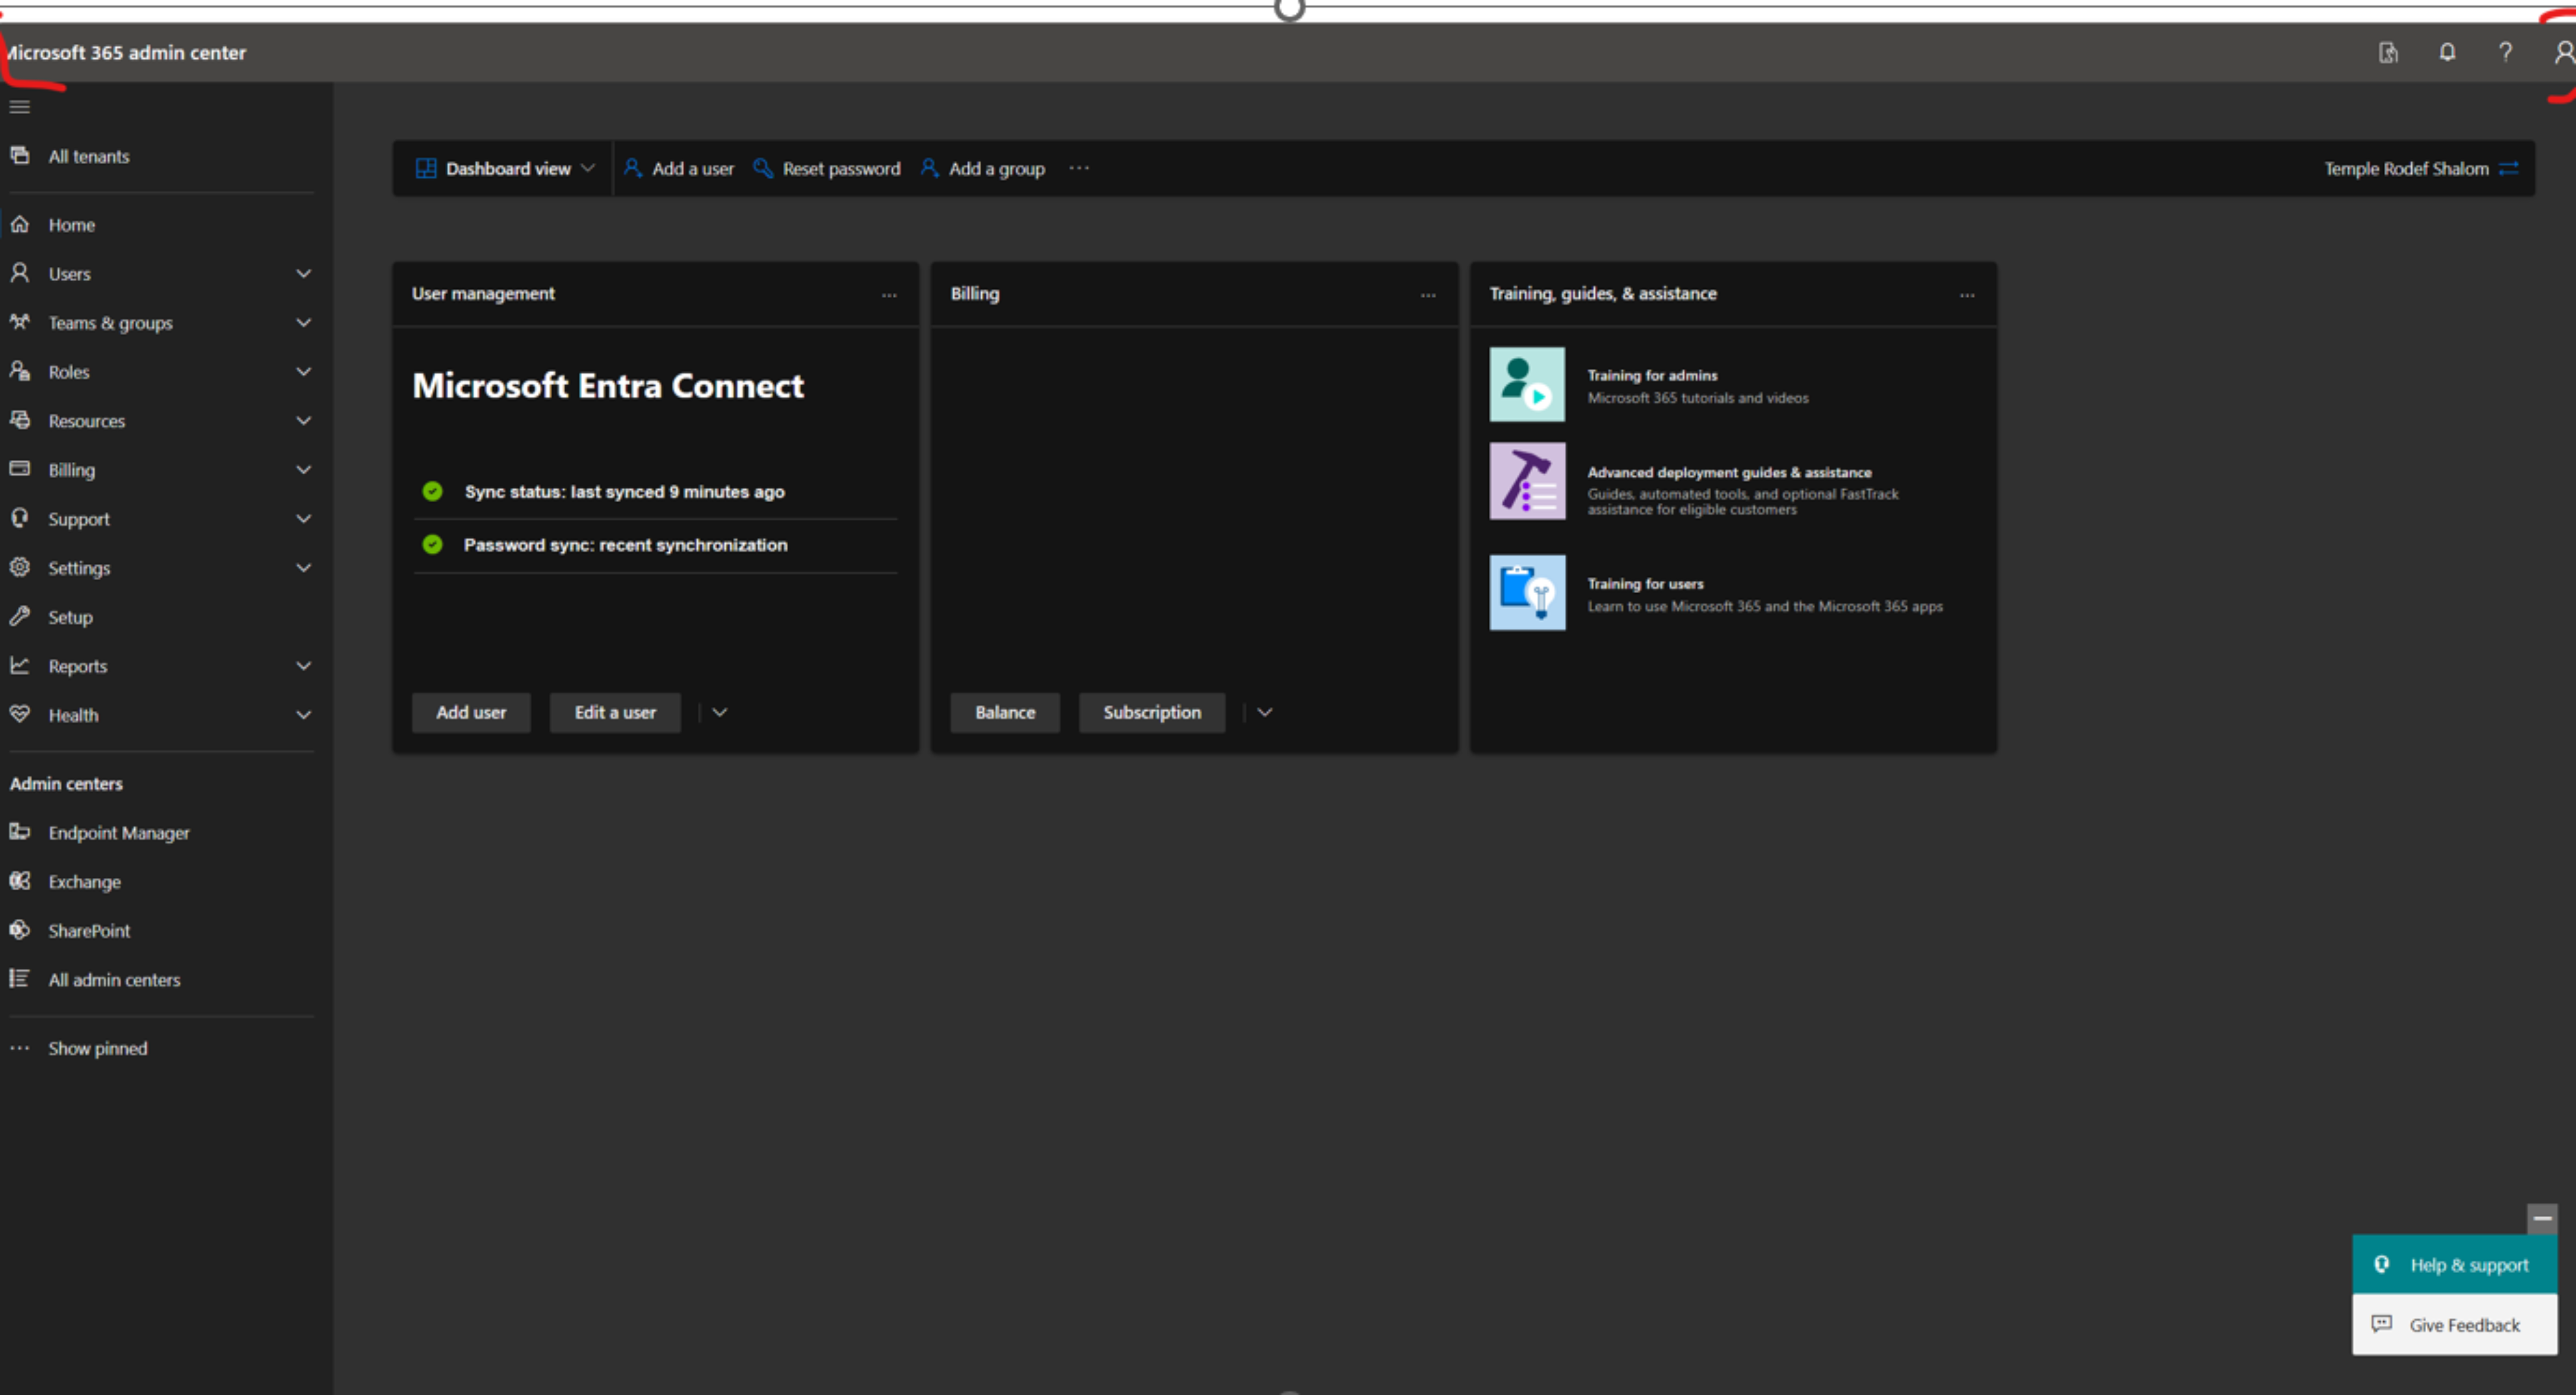 Microsoft 365 admin center
All tenants
Home
Users
Teams & groups
Roles
Resources
Billing
Support
Settings
Setup
Reports
Health
Admin centers
Endpoint Manager
Exchange
SharePoint
All admin centers
Show pinned
Dashboard view Add a user Reset password Add a group Temple Rodef Shalom
User management
Microsoft Entra Connect
Sync status: last synced 9 minutes ago
Password sync: recent synchronization
Add user Edit a user
Billing
Balance Subscription
Training, guides, & assistance
Training for admins
Microsoft 365 tutorials and videos
Advanced deployment guides & assistance
Guides, automated tools, and optional FastTrack
assistance for eligible customers
Training for users
Learn to use Microsoft 365 and the Microsoft 365 apps
Help & support
Give Feedback